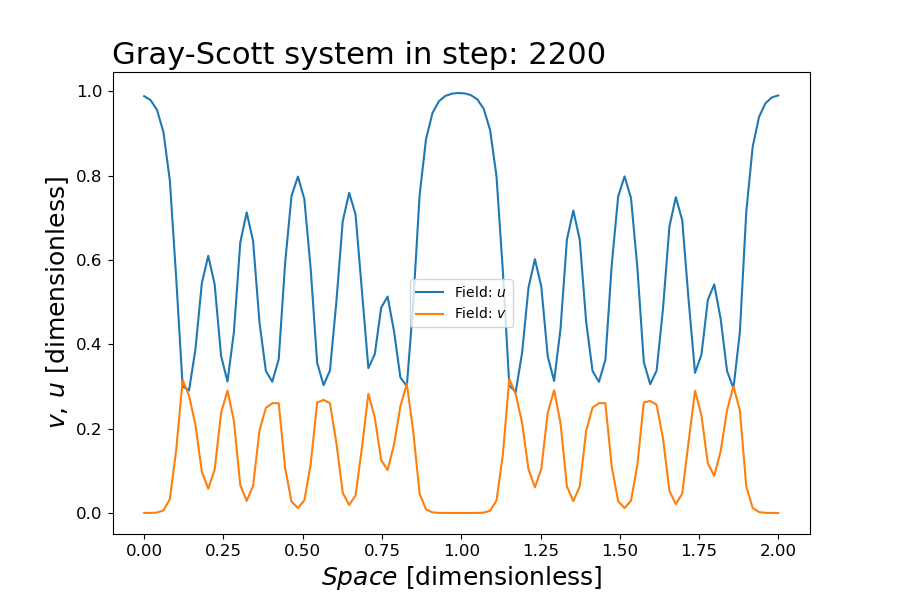 Gray-Scott system in step: 2200
v, u [dimensionless]
1.0
0.8
0.6
0.4
0.2
0.0
Field: u
Field: v
0.00 0.25 0.50 0.75 1.00 1.25 1.50 1.75 2.00
Space [dimensionless]